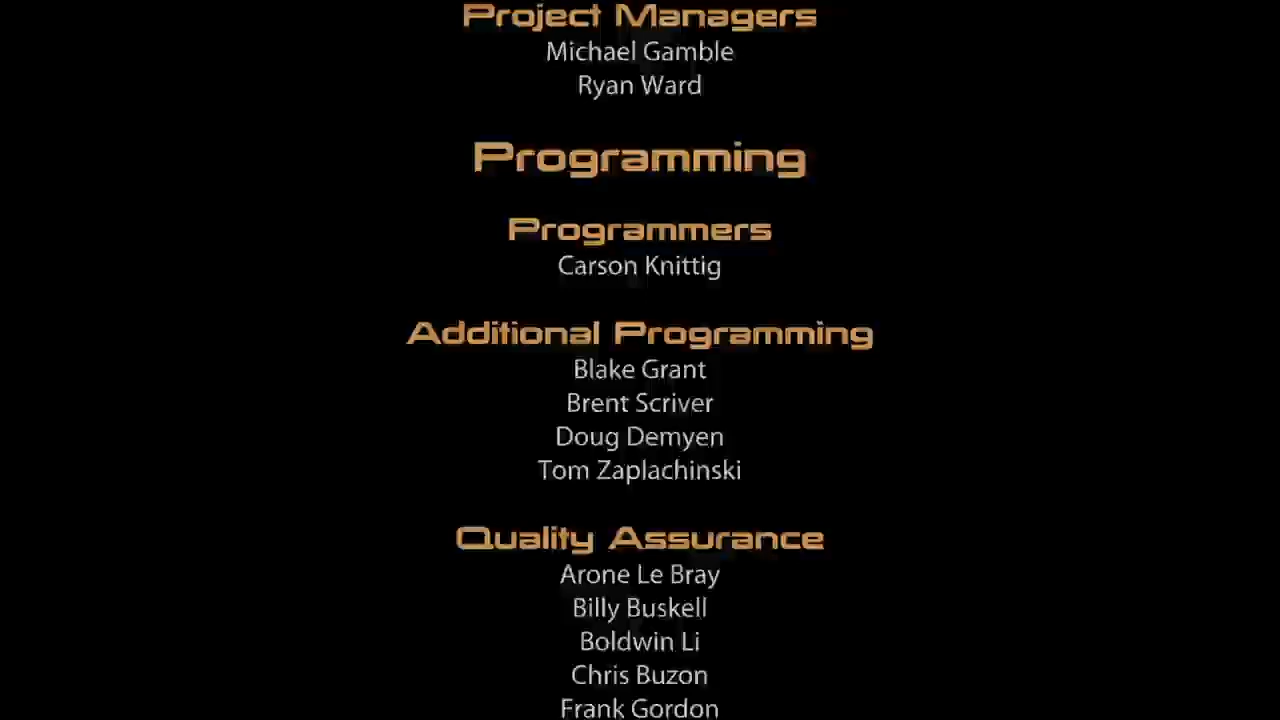 Project Managers
Michael Gamble
Ryan Ward
Programming
Programmers
Carson Knittig
Additional Programming
Blake Grant
Brent Scriver
Doug Demyen
Tom Zaplachinski
Quality Assurance
Arone Le Bray
Billy Buskell
Boldwin Li
Chris Buzon
Frank Gordon